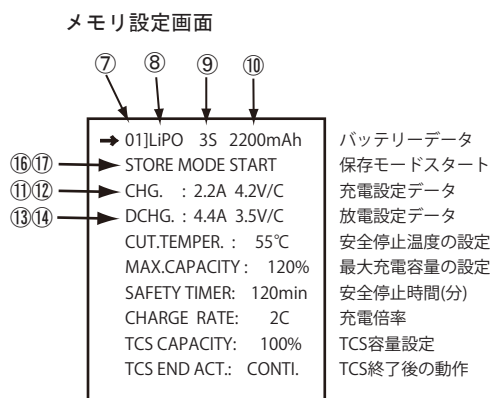 メモリ設定画面
⑦ ⑧ ⑨ ⑩
➞ 01]LiPO 3S 2200mAh バッテリーデータ
⑯⑰ STORE MODE START 保存モードスタート
⑪⑫ CHG. : 2.2A 4.2V/C 充電設定データ
⑬⑭ DCHG. : 4.4A 3.5V/C 放電設定データ
CUT.TEMPER. : 55℃ 安全停止温度の設定
MAX.CAPACITY : 120% 最大充電容量の設定
SAFETY TIMER: 120min 安全停止時間(分)
CHARGE RATE: 2C 充電倍率
TCS CAPACITY: 100% TCS容量設定
TCS END ACT.: CONTI. TCS終了後の動作